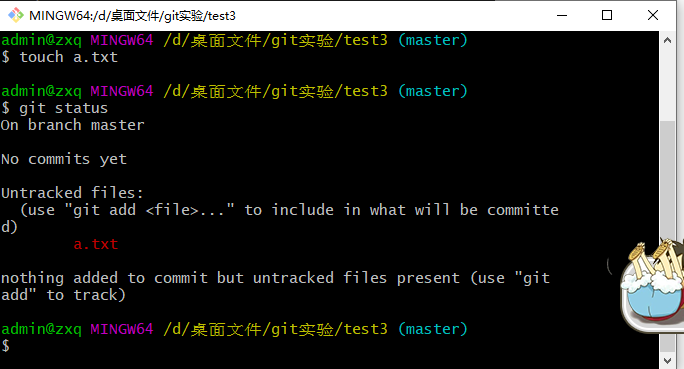 MINGW64:/d/桌面文件/git实验/test3
admin@zxq MINGW64 /d/桌面文件/git实验/test3 (master)
$ touch a.txt
admin@zxq MINGW64 /d/桌面文件/git实验/test3 (master)
$ git status
On branch master
No commits yet
Untracked files:
(use "git add <file>..." to include in what will be committe
d)
a.txt
nothing added to commit but untracked files present (use "git
add" to track)
admin@zxq MINGW64 /d/桌面文件/git实验/test3 (master)
$